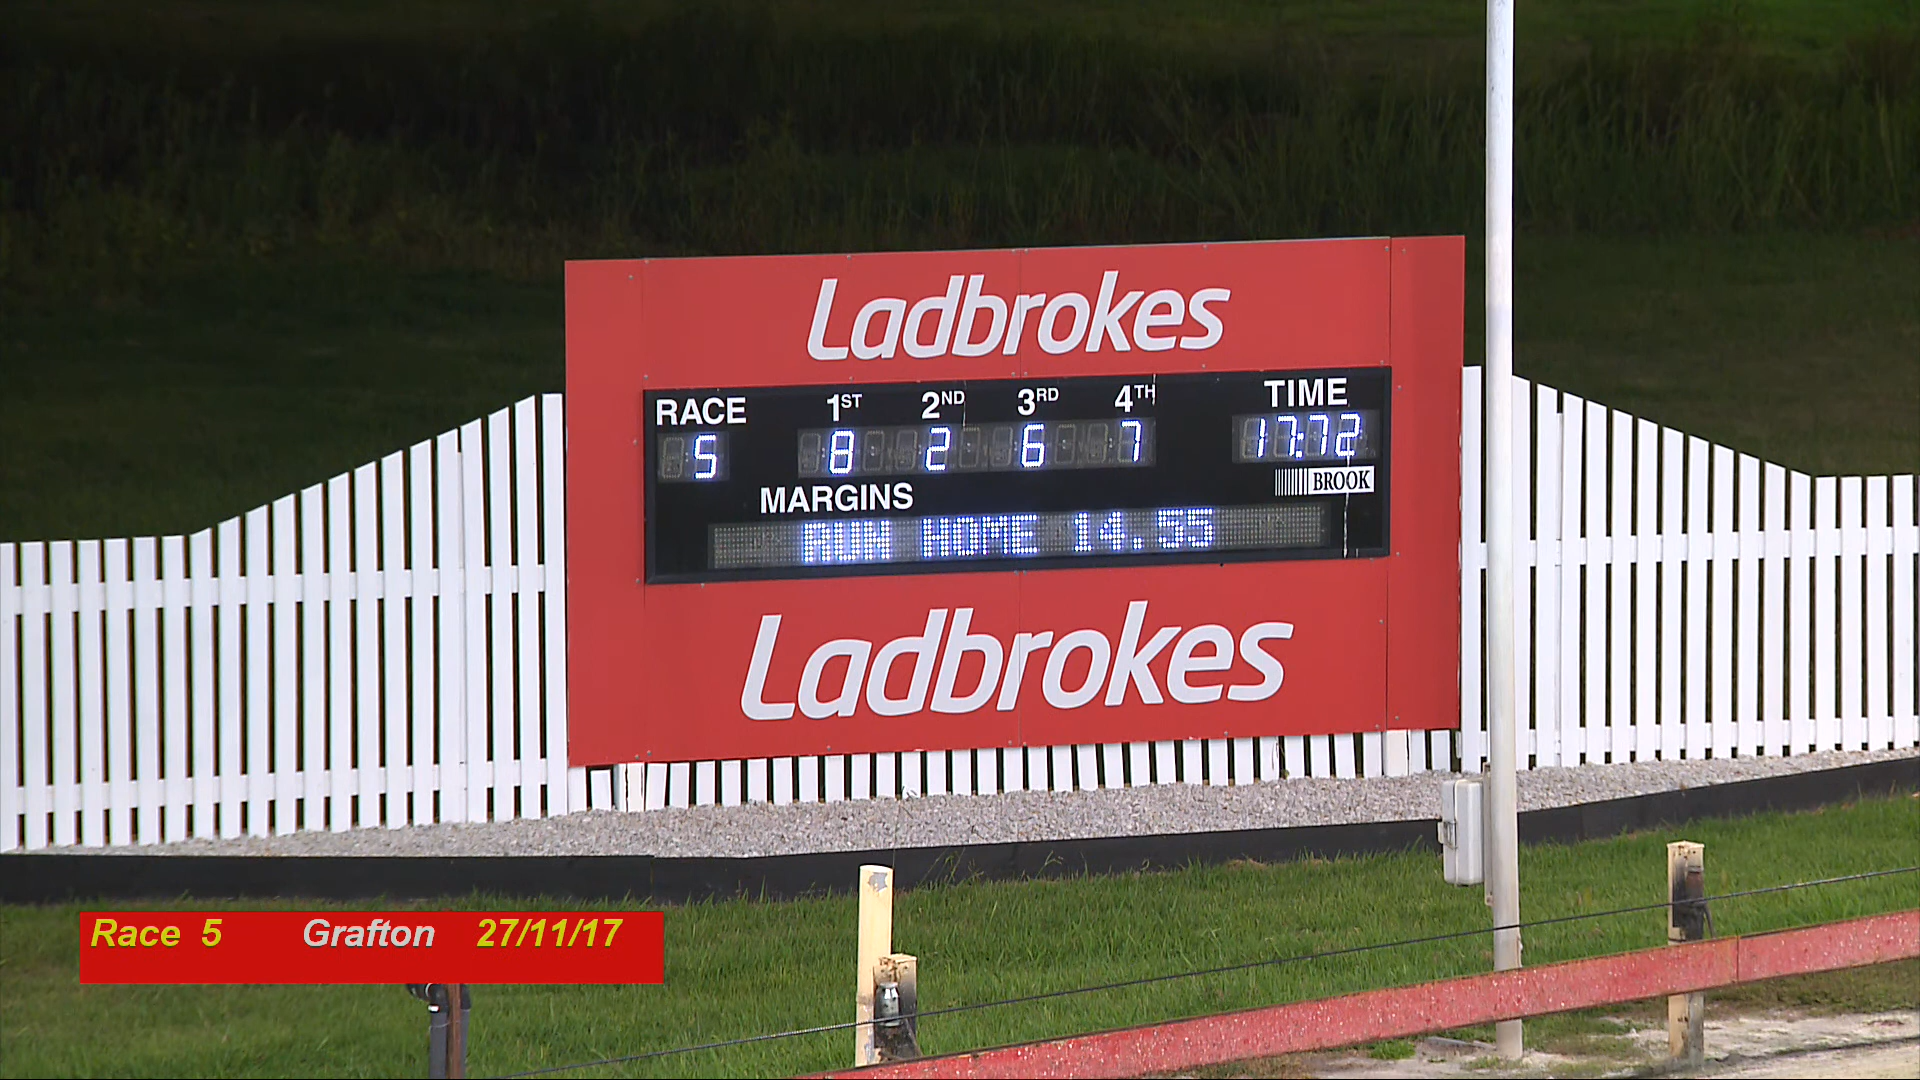 Ladbrokes
RACE 1ST 2ND 3RD 4TH TIME
5 8 2 6 7 17:72
BROOK
MARGINS
RUN HOME 14.55
Ladbrokes
Race 5 Grafton 27/11/17